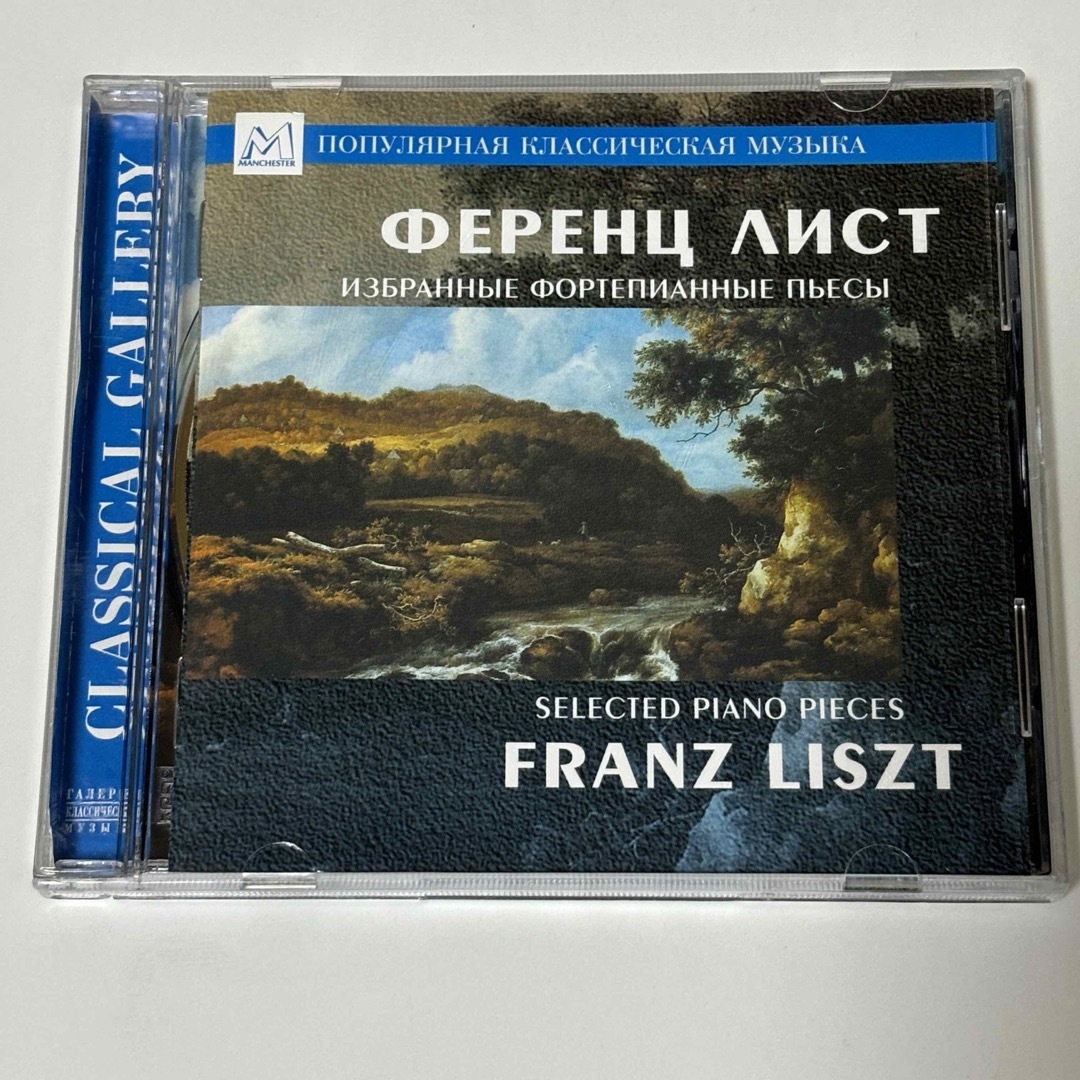 MANCHESTER
ПОПУЛЯРНАЯ КЛАССИЧЕСКАЯ МУЗЫКА
ФЕРЕНЦ ЛИСТ
ИЗБРАННЫЕ ФОРТЕПИАННЫЕ ПЬЕСЫ
SELECTED PIANO PIECES
FRANZ LISZT
CLASSICAL GALLERY